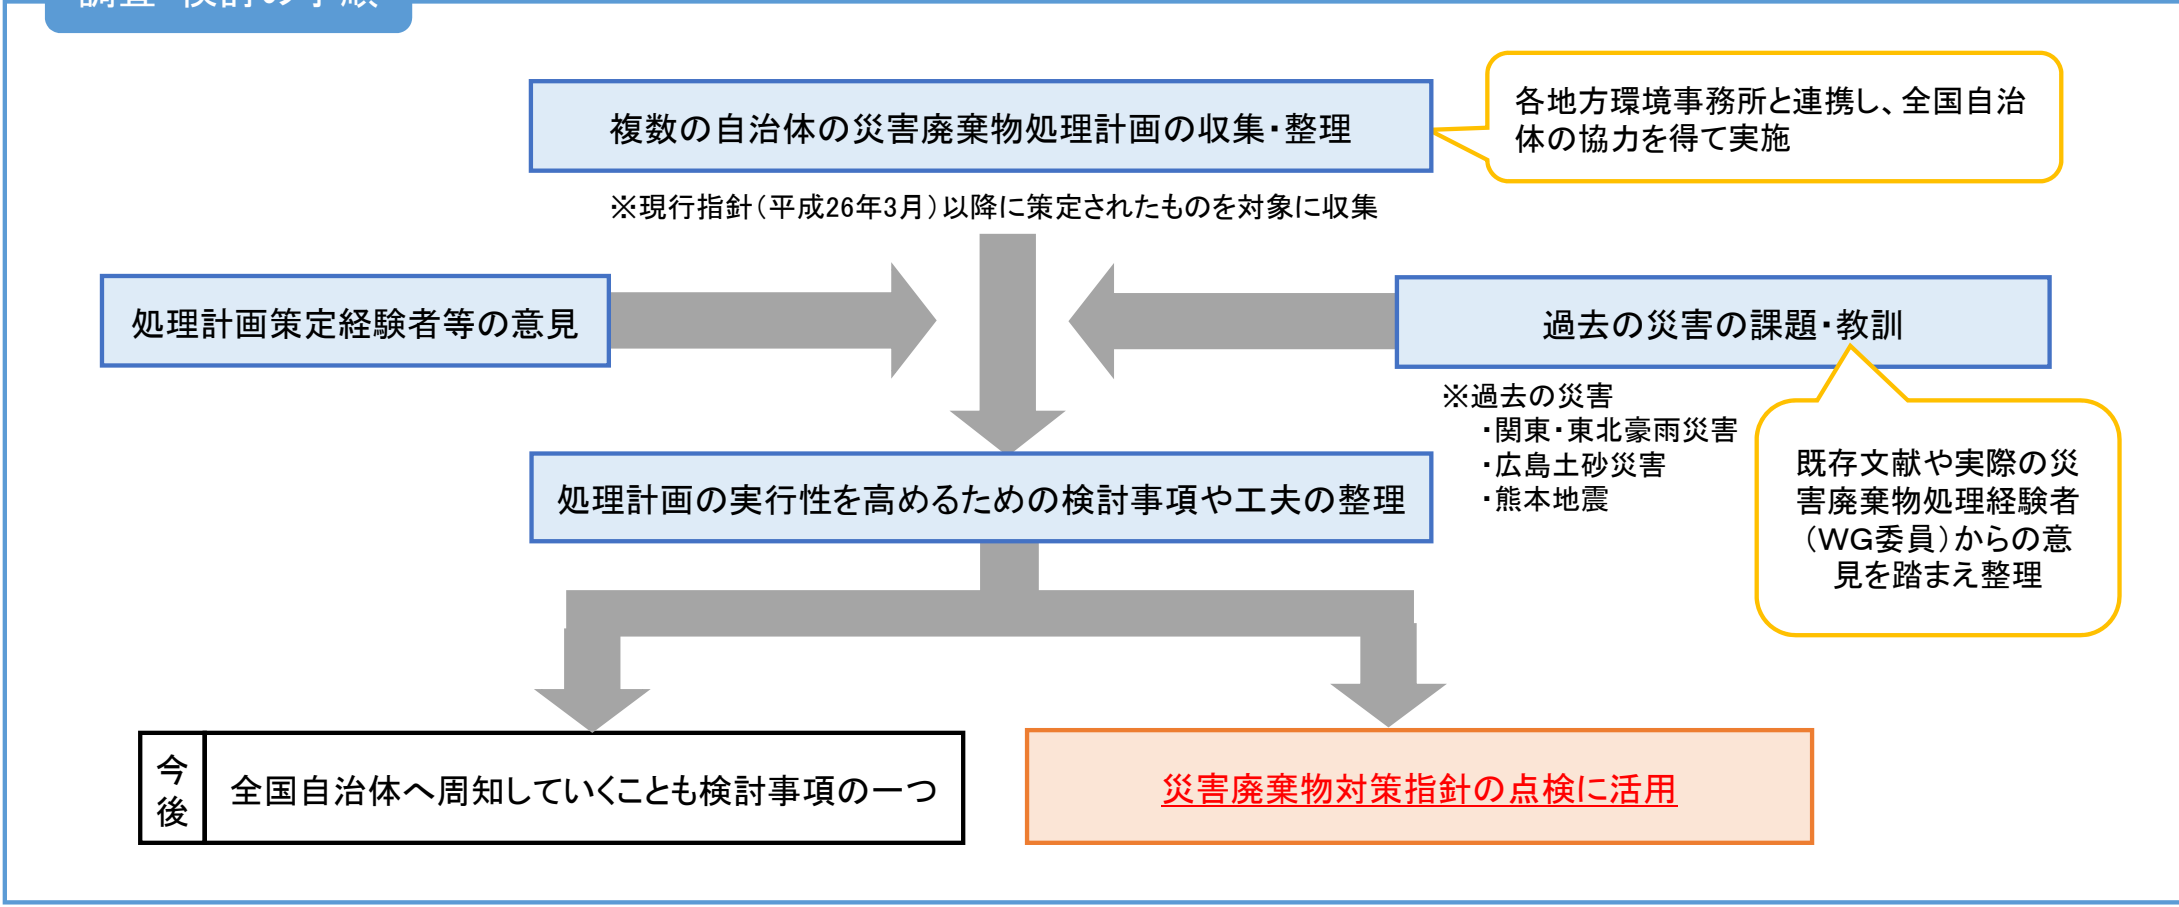 複数の自治体の災害廃棄物処理計画の収集・整理
各地方環境事務所と連携し、全国自治
体の協力を得て実施
※現行指針（平成26年3月）以降に策定されたものを対象に収集
処理計画策定経験者等の意見
過去の災害の課題・教訓
※過去の災害
・関東・東北豪雨災害
・広島土砂災害
・熊本地震
既存文献や実際の災
害廃棄物処理経験者
（WG委員）からの意
見を踏まえ整理
処理計画の実行性を高めるための検討事項や工夫の整理
今後
全国自治体へ周知していくことも検討事項の一つ
災害廃棄物対策指針の点検に活用